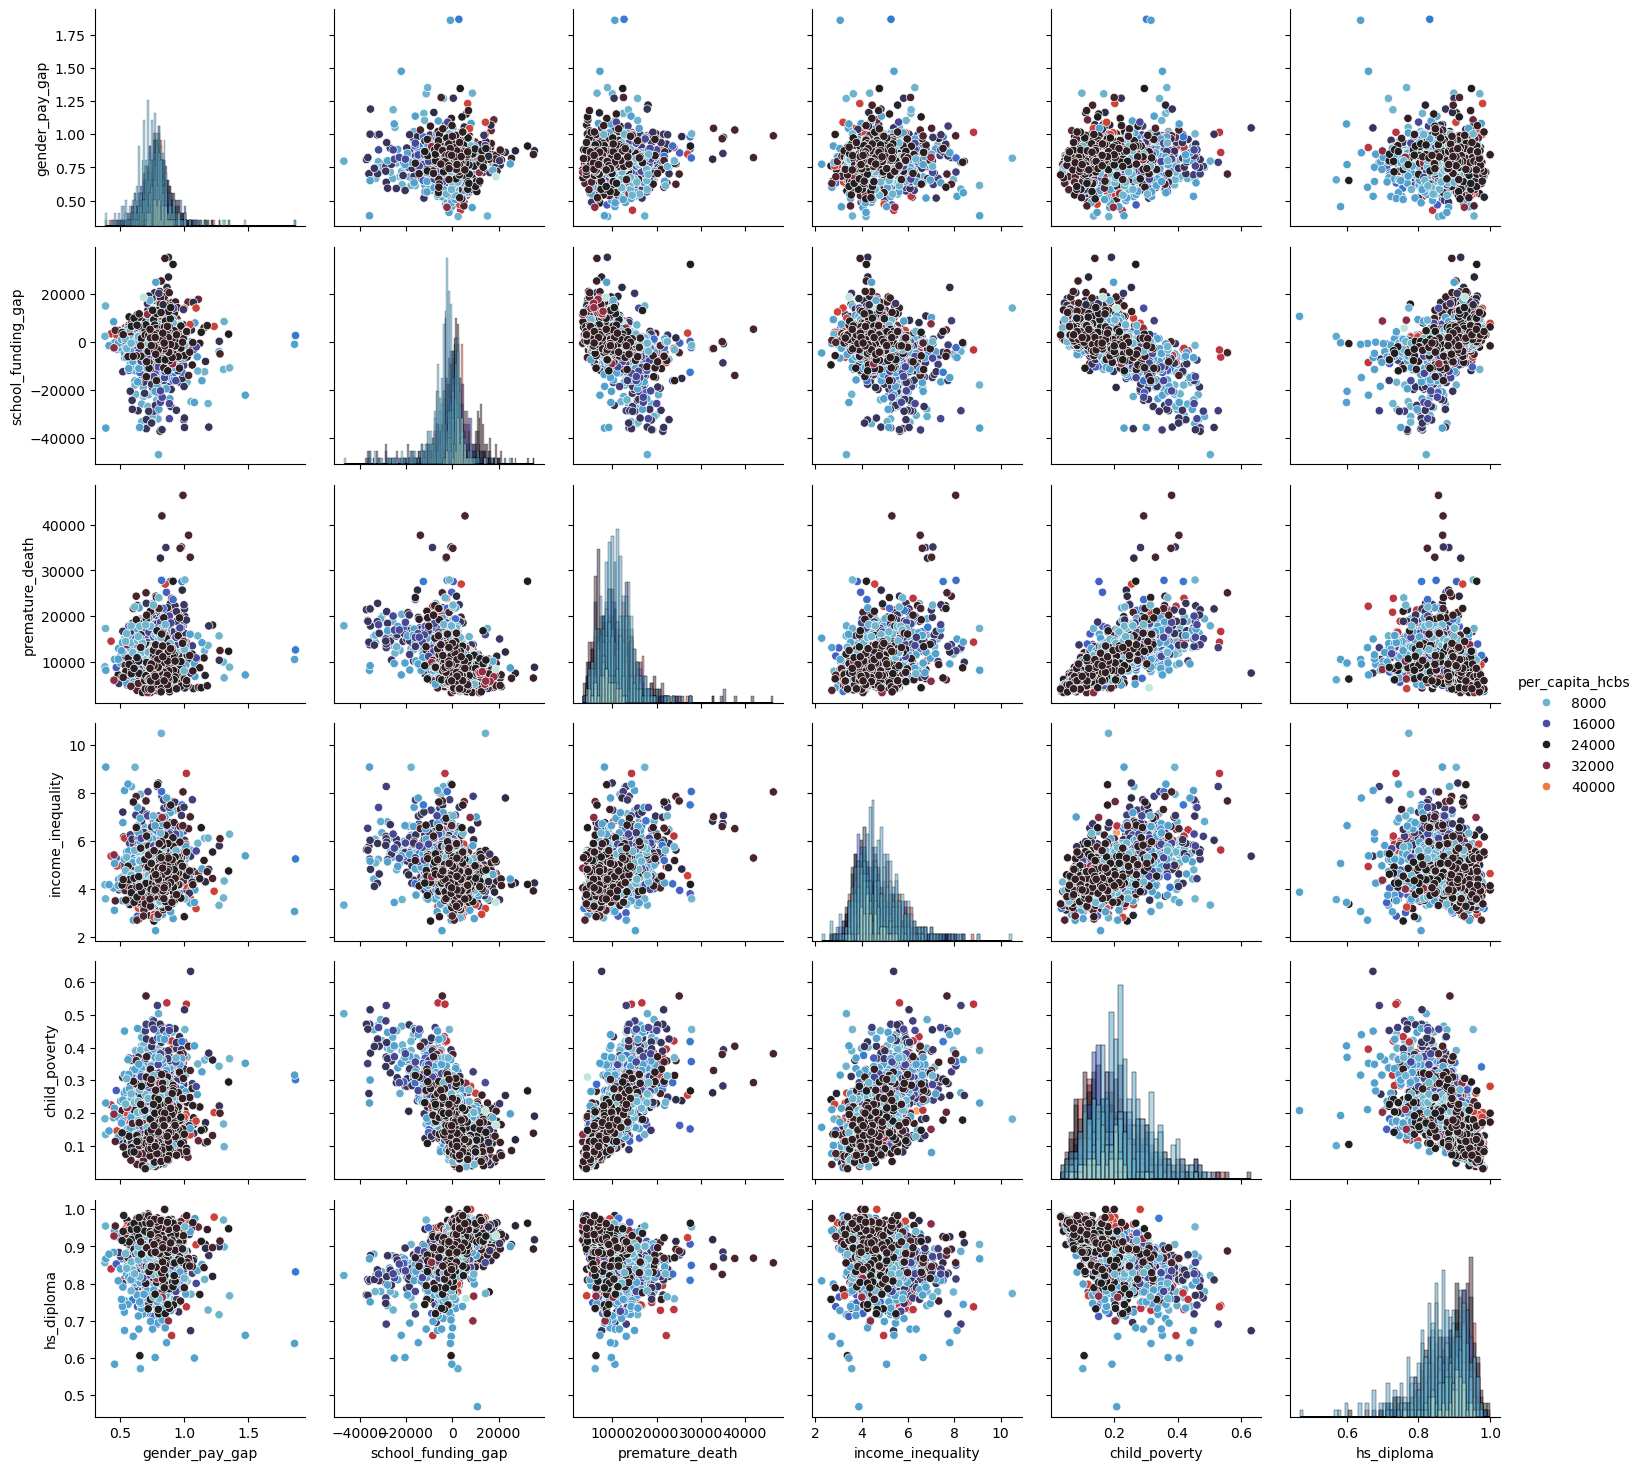 1.75
1.50
1.25
1.00
0.75
0.50
gender_pay_gap
20000
0
−20000
−40000
school_funding_gap
40000
30000
20000
10000
premature_death
per_capita_hcbs
8000
16000
24000
32000
40000
10
8
6
4
2
income_inequality
0.6
0.5
0.4
0.3
0.2
0.1
child_poverty
1.0
0.9
0.8
0.7
0.6
0.5
hs_diploma
0.5 1.0 1.5
gender_pay_gap
−40000 −20000 0 20000
school_funding_gap
10000 20000 30000 40000
premature_death
2 4 6 8 10
income_inequality
0.2 0.4 0.6
child_poverty
0.6 0.8 1.0
hs_diploma